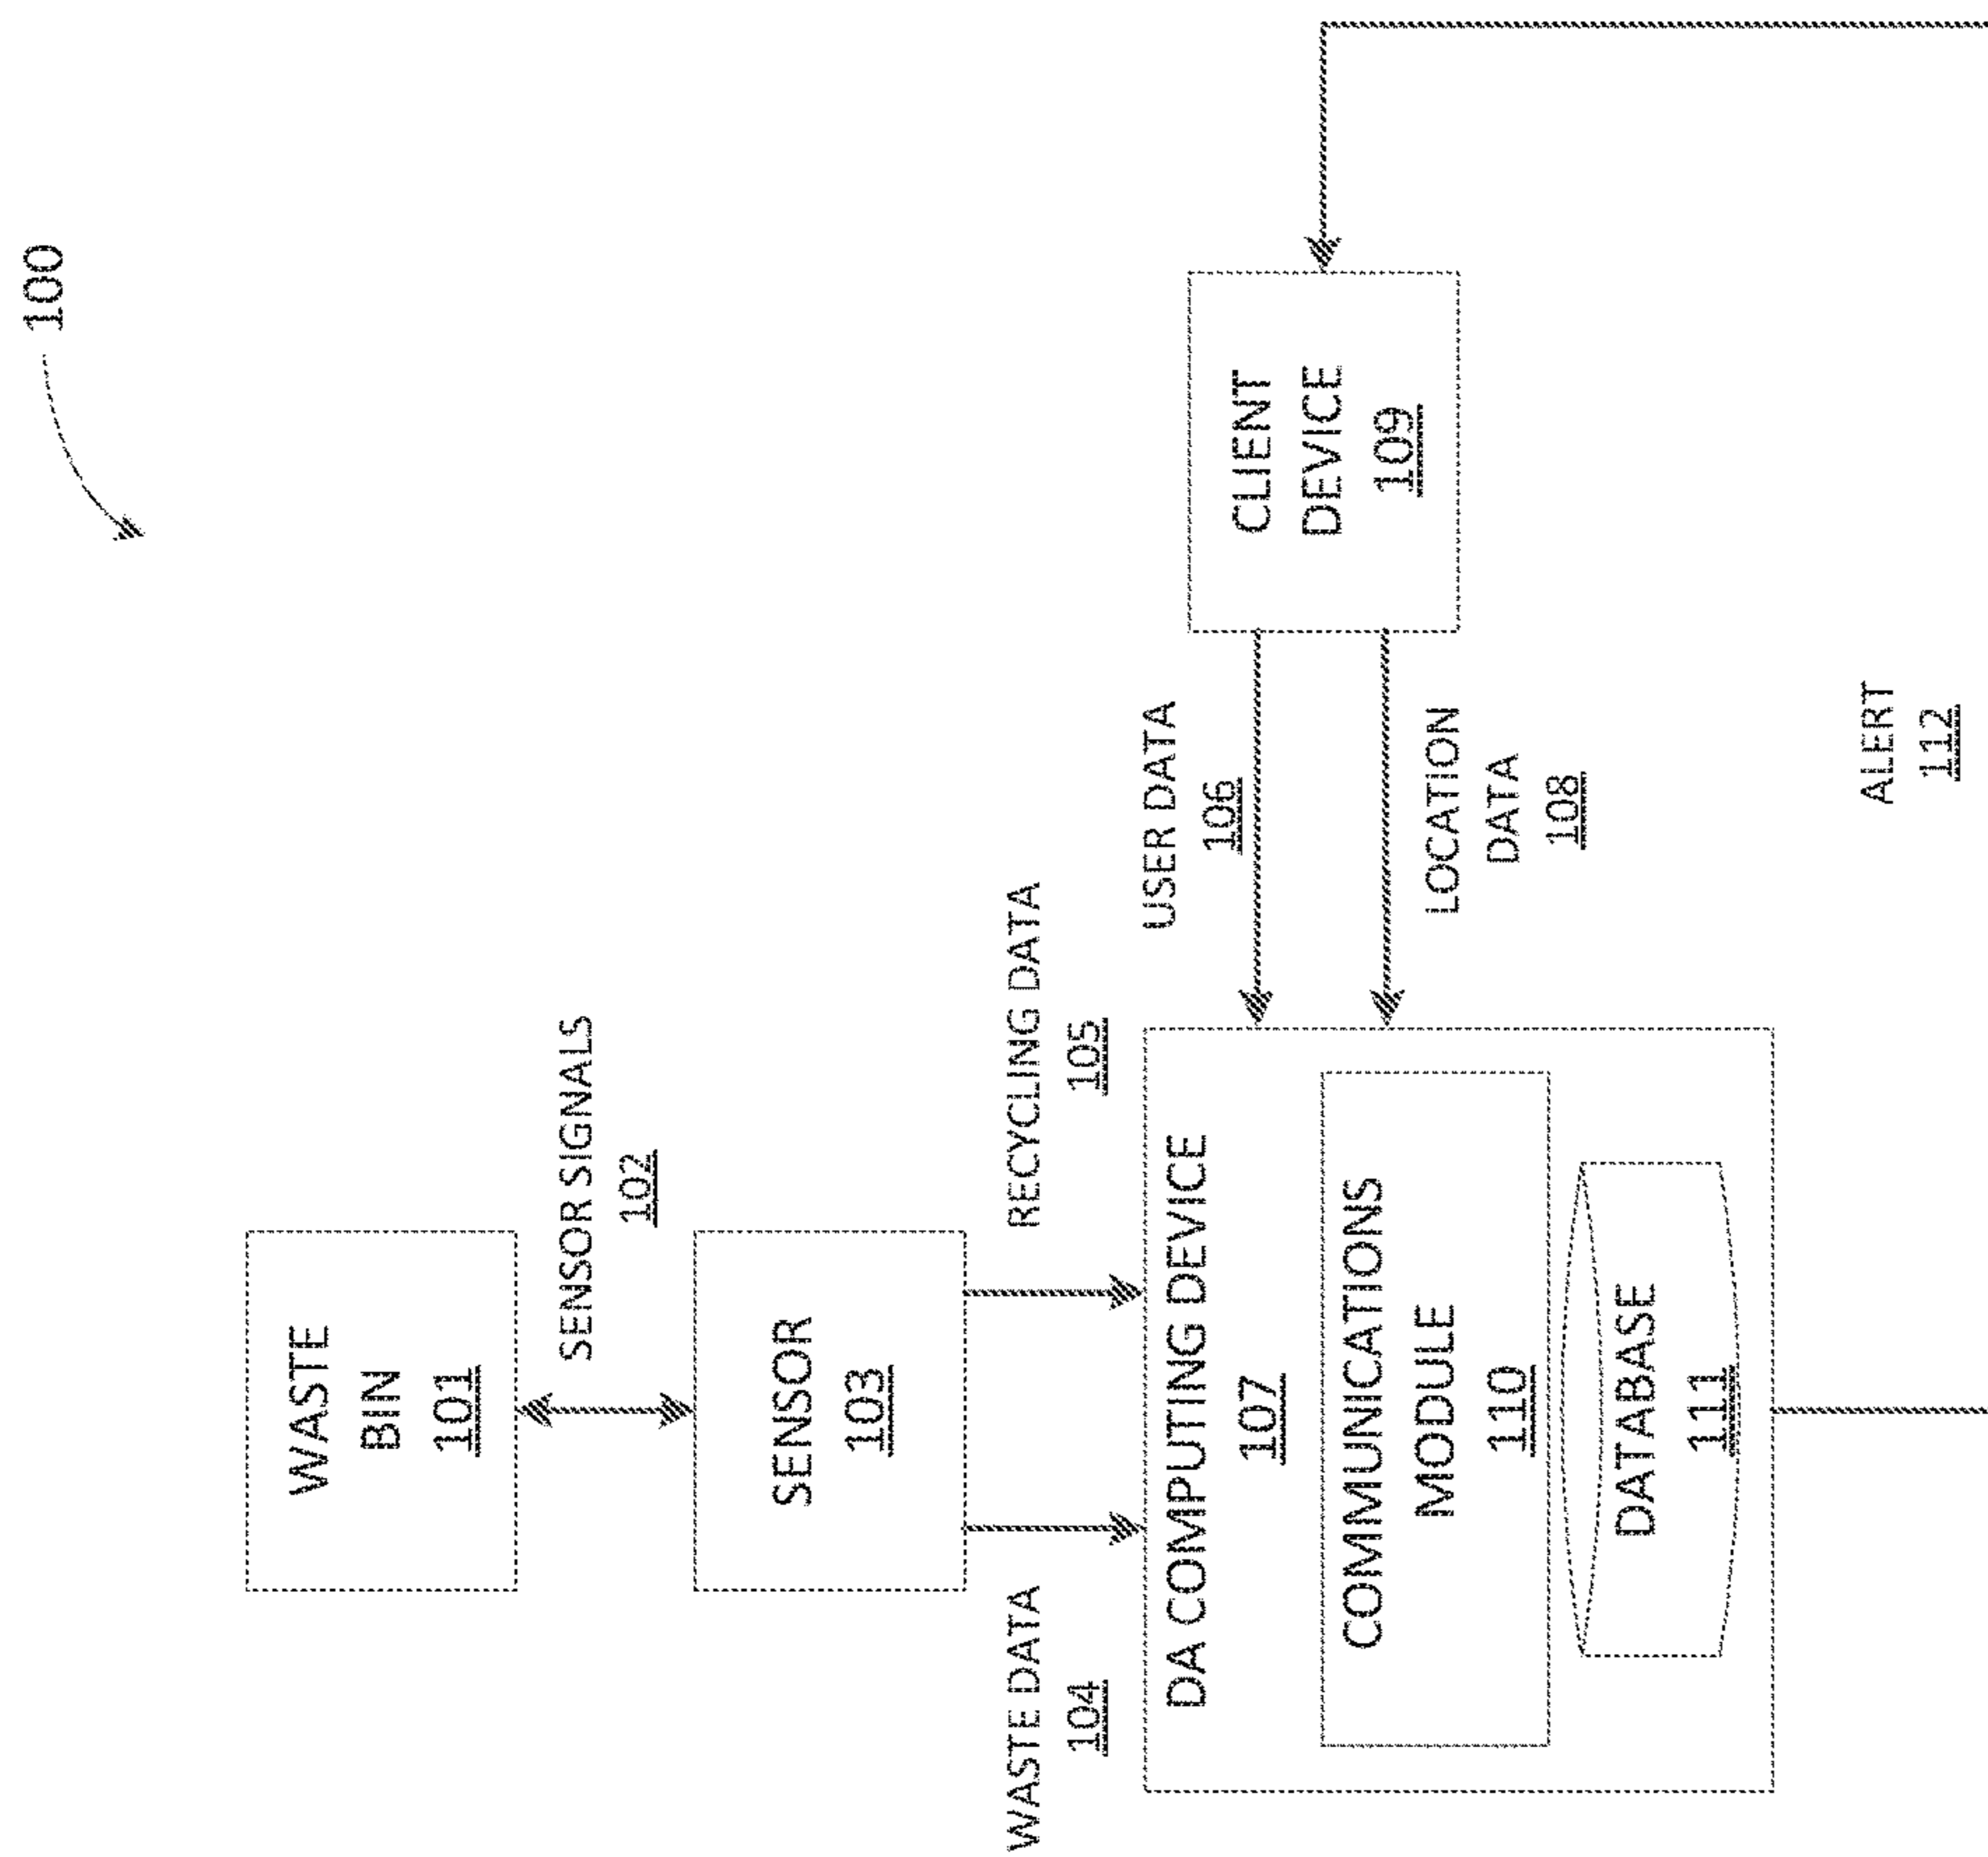 100
WASTE
BIN
101
SENSOR SIGNALS
102
SENSOR
103
WASTE DATA
104
RECYCLING DATA
105
DA COMPUTING DEVICE
107
COMMUNICATIONS
MODULE
110
DATABASE
111
USER DATA
106
LOCATION
DATA
108
CLIENT
DEVICE
109
ALERT
112